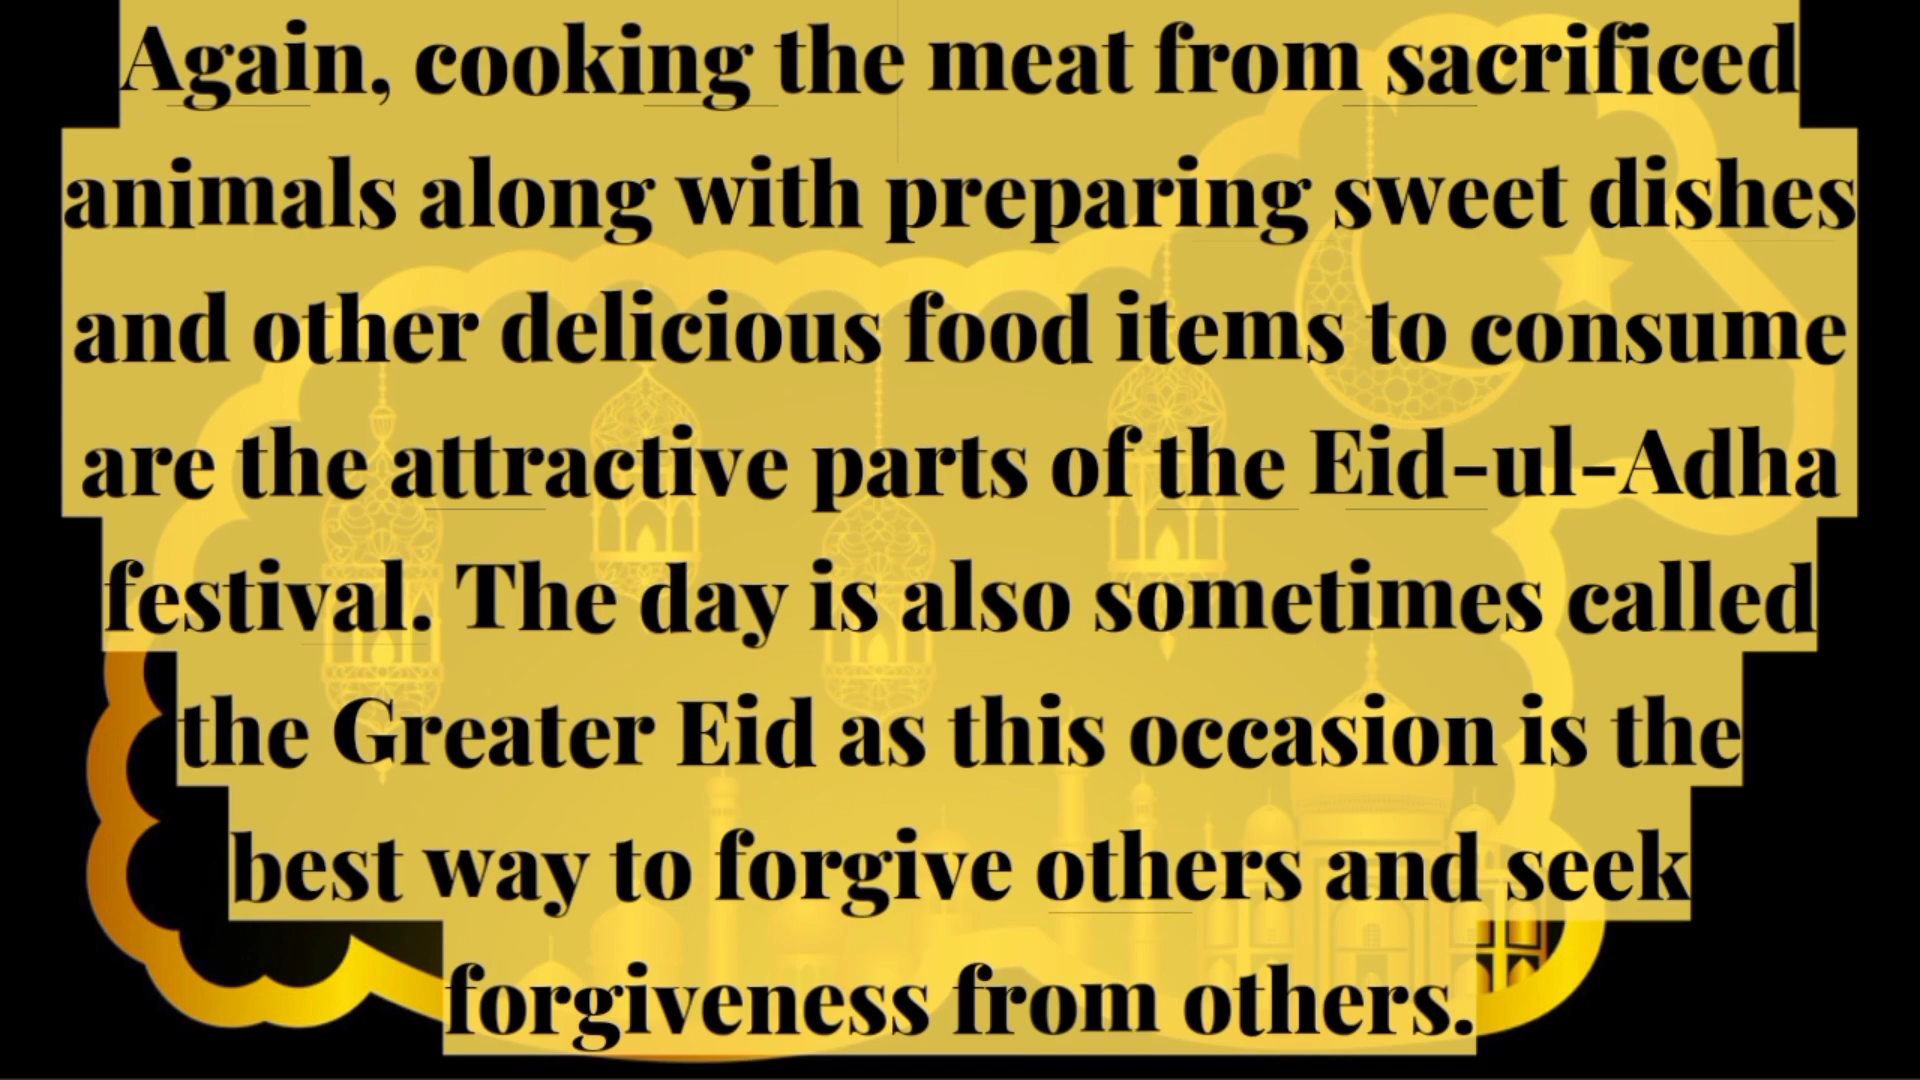 Again, cooking the meat from sacrificed
animals along with preparing sweet dishes
and other delicious food items to consume
are the attractive parts of the Eid-ul-Adha
festival. The day is also sometimes called
the Greater Eid as this occasion is the
best way to forgive others and seek
forgiveness from others.